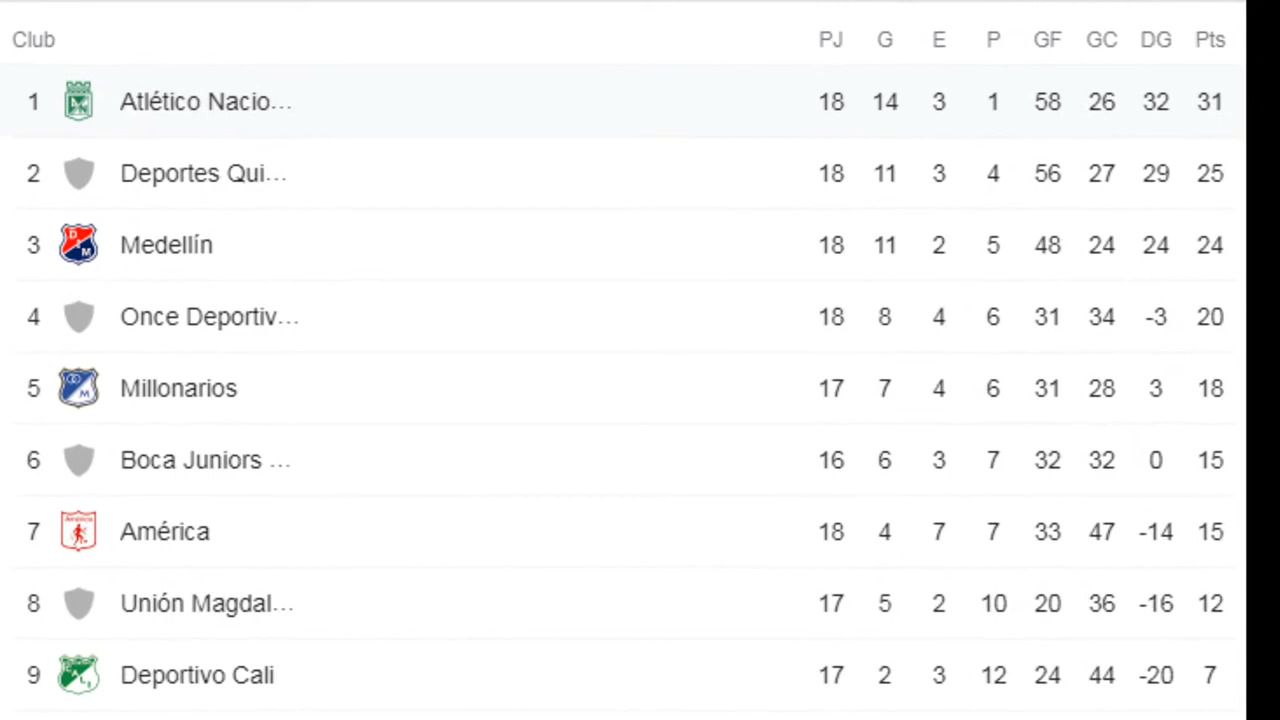 Club PJ G E P GF GC DG Pts
1 Atlético Nacio... 18 14 3 1 58 26 32 31
2 Deportes Qui... 18 11 3 4 56 27 29 25
3 Medellín 18 11 2 5 48 24 24 24
4 Once Deportiv... 18 8 4 6 31 34 -3 20
5 Millonarios 17 7 4 6 31 28 3 18
6 Boca Juniors ... 16 6 3 7 32 32 0 15
7 América 18 4 7 7 33 47 -14 15
8 Unión Magdal... 17 5 2 10 20 36 -16 12
9 Deportivo Cali 17 2 3 12 24 44 -20 7